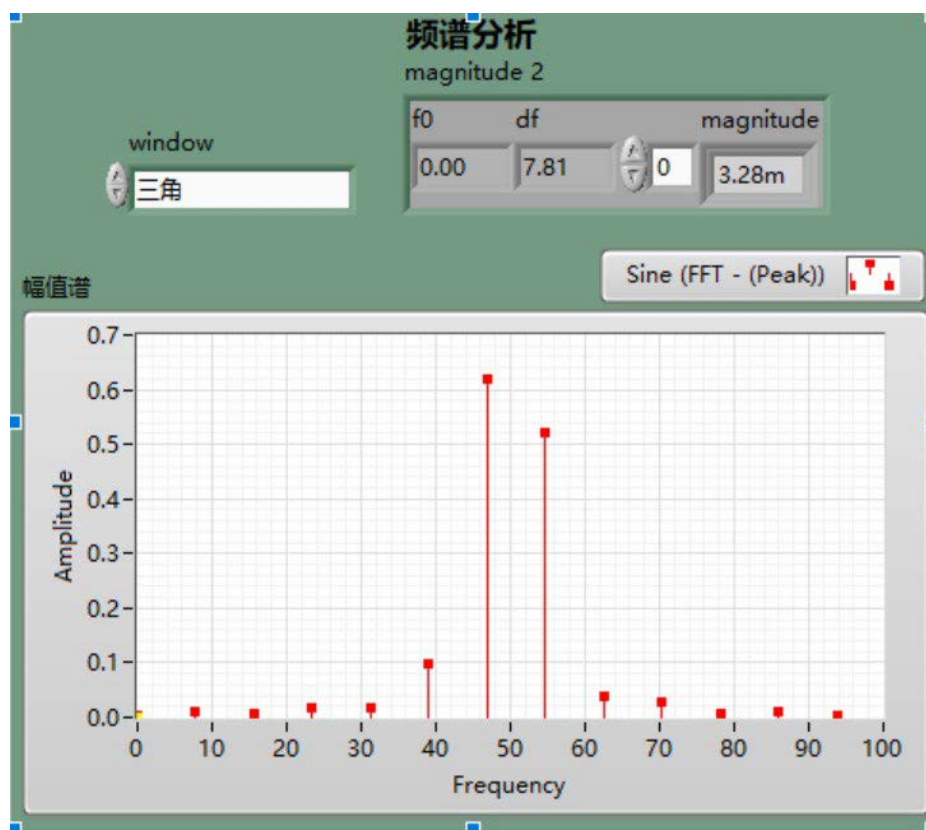 频谱分析
magnitude 2
f0 df magnitude
0.00 7.81 0 3.28m
window
三角
Sine (FFT - (Peak))
幅值谱
0.7
0.6
0.5
0.4
0.3
0.2
0.1
0.0
Amplitude
0 10 20 30 40 50 60 70 80 90 100
Frequency